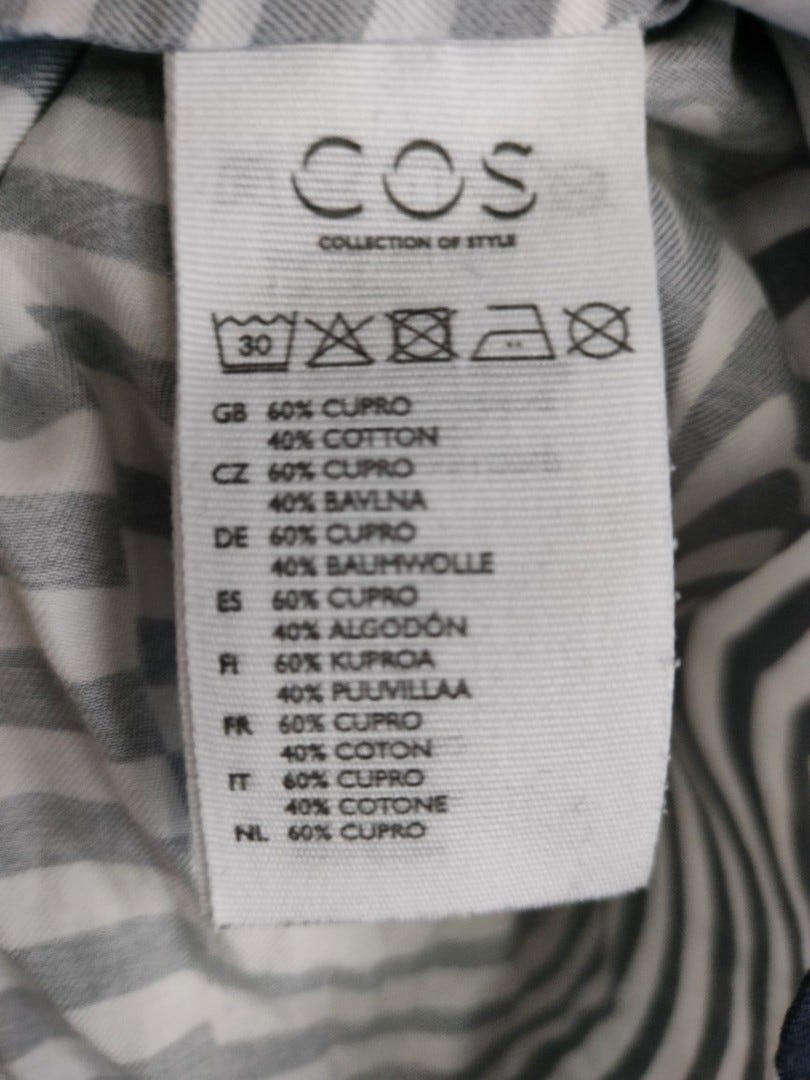 COS
COLLECTION OF STYLE
30
GB 60% CUPRO
40% COTTON
CZ 60% CUPRO
40% BAVLNA
DE 60% CUPRO
40% BAUMWOLLE
ES 60% CUPRO
40% ALGODÓN
FI 60% KUPROA
40% PUUVILLAA
FR 60% CUPRO
40% COTON
IT 60% CUPRO
40% COTONE
NL 60% CUPRO